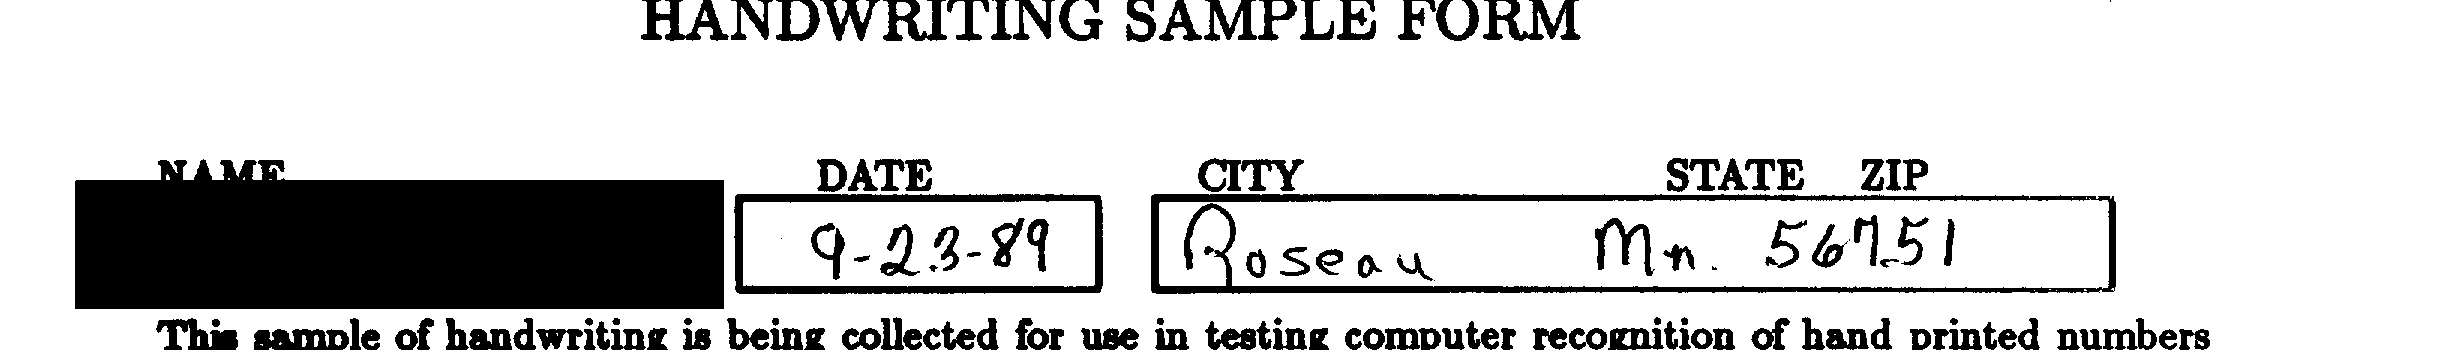 HANDWRITING SAMPLE FORM
NAME DATE CITY STATE ZIP
9-23-89 Roseau Mn. 56751
This sample of handwriting is being collected for use in testing computer recognition of hand printed numbers